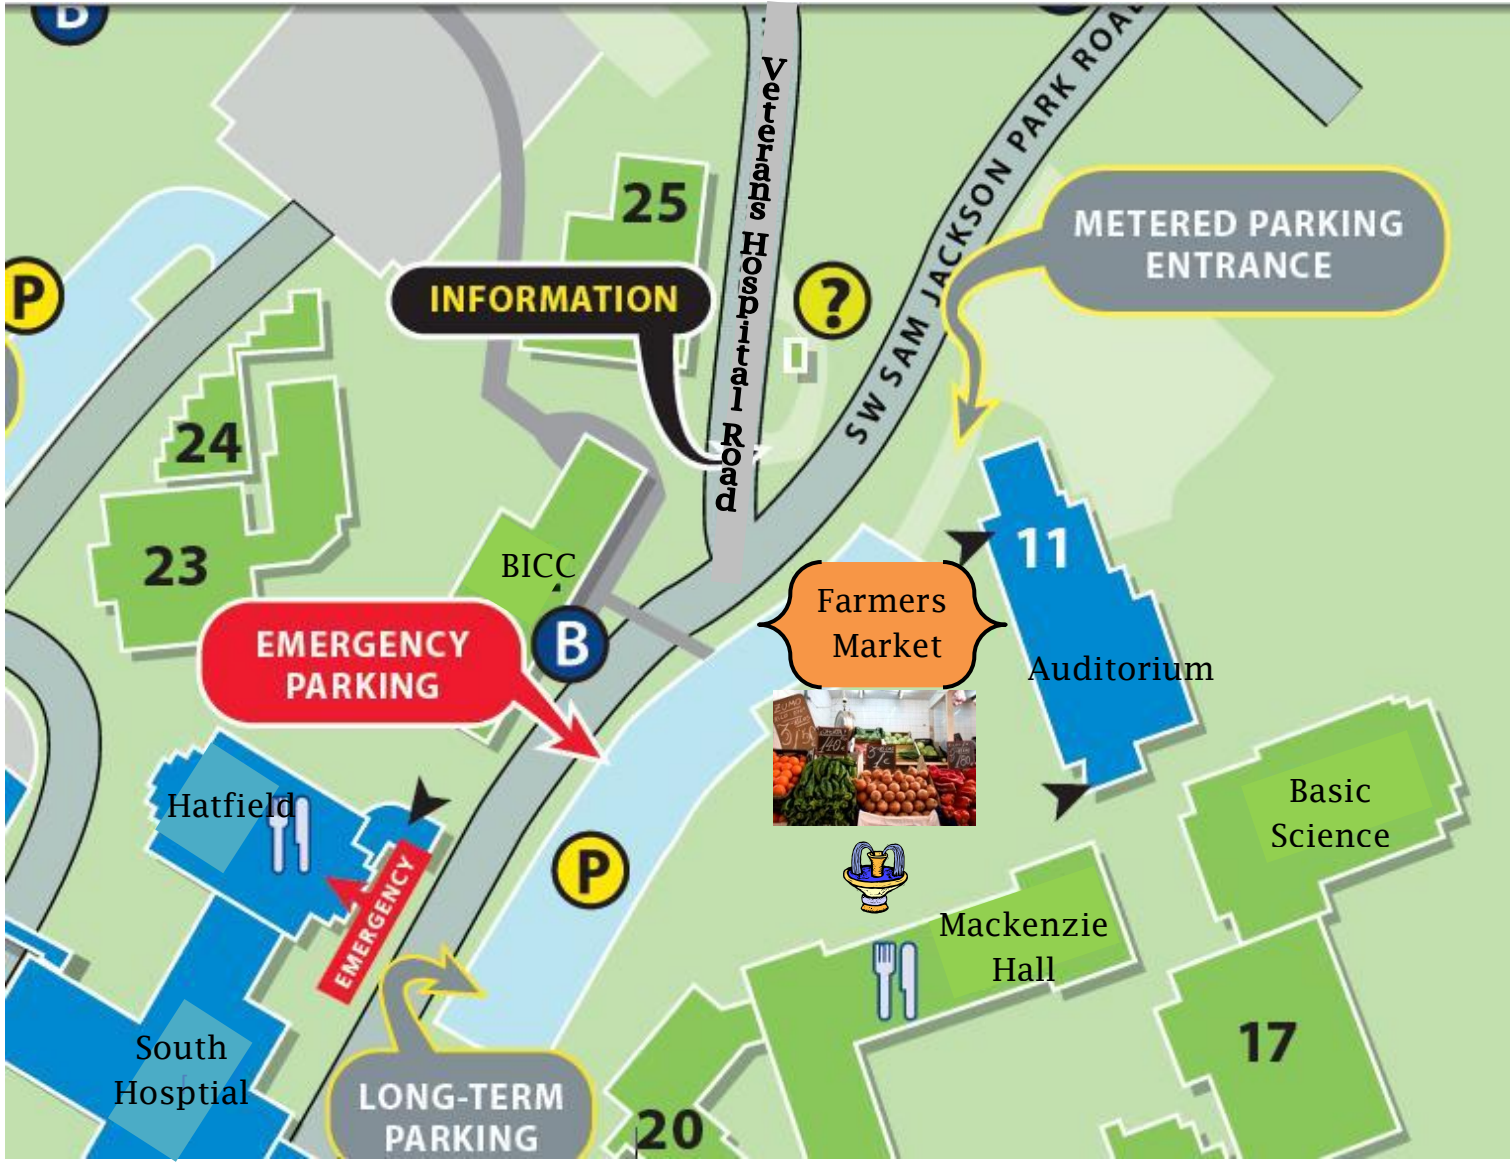 B
25
Veterans Hospital Road
SW SAM JACKSON PARK ROAD
METERED PARKING
ENTRANCE
P
INFORMATION
?
24
11
23
BICC
Farmers
Market
EMERGENCY
PARKING
B
Auditorium
ZUMO
Basic
Science
Hatfield
P
EMERGENCY
Mackenzie
Hall
South
Hosptial
17
LONG-TERM
PARKING
20